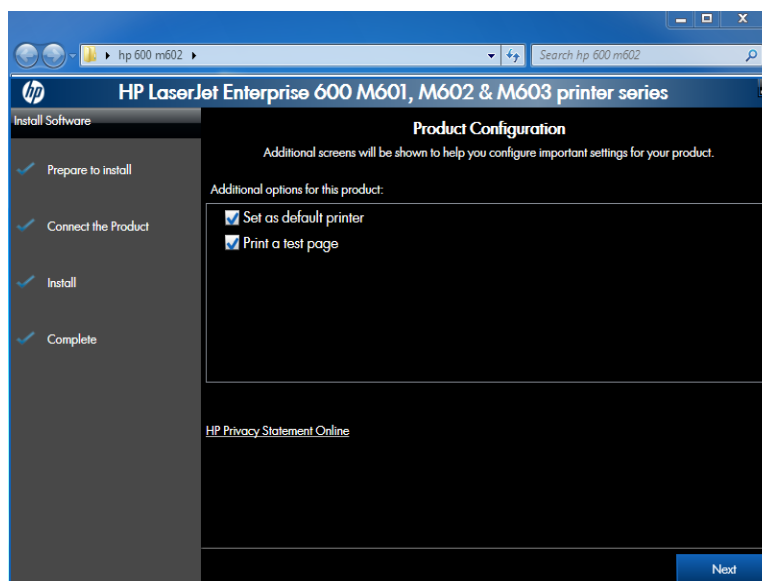 hp 600 m602
Search hp 600 m602
hp
HP LaserJet Enterprise 600 M601, M602 & M603 printer series
Install Software
Product Configuration
Additional screens will be shown to help you configure important settings for your product.
Prepare to install
Additional options for this product:
Set as default printer
Connect the Product
Print a test page
Install
Complete
HP Privacy Statement Online
Next